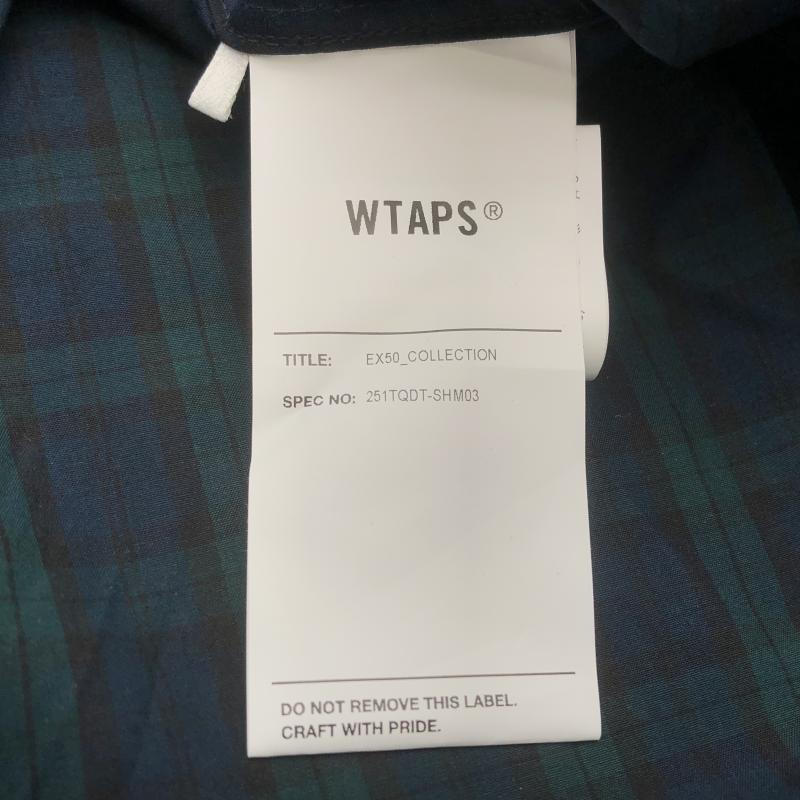 WTAPS®
TITLE: EX50_COLLECTION
SPEC NO: 251TQDT-SHM03
DO NOT REMOVE THIS LABEL.
CRAFT WITH PRIDE.